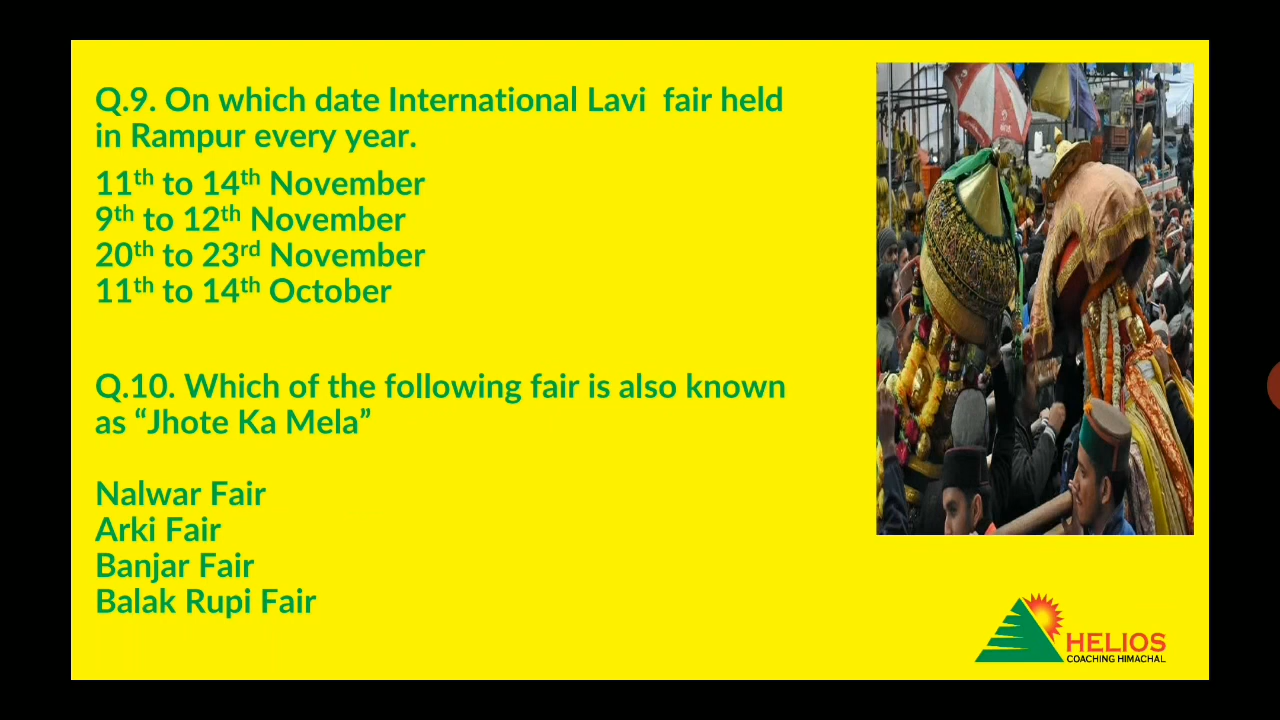 Q.9. On which date International Lavi fair held
in Rampur every year.
11th to 14th November
9th to 12th November
20th to 23rd November
11th to 14th October
Q.10. Which of the following fair is also known
as “Jhote Ka Mela”
Nalwar Fair
Arki Fair
Banjar Fair
Balak Rupi Fair
HELIOS
COACHING HIMACHAL